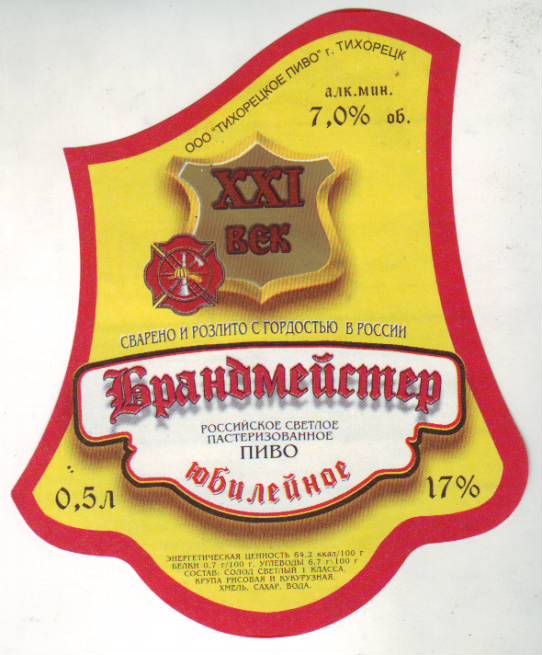 ООО "ТИХОРЕЦКОЕ ПИВО" г. ТИХОРЕЦК
алк.мин.
7,0% об.
XXI
век
СВАРЕНО И РОЗЛИТО С ГОРДОСТЬЮ В РОССИИ
Брандмейстер
РОССИЙСКОЕ СВЕТЛОЕ
ПАСТЕРИЗОВАННОЕ
ПИВО
юбилейное
0,5л
17%
ЭНЕРГЕТИЧЕСКАЯ ЦЕННОСТЬ 64,2 ккал/100 г
БЕЛКИ 0,7 г/100 г, УГЛЕВОДЫ 6,7 г\100 г
СОСТАВ: СОЛОД СВЕТЛЫЙ 1 КЛАССА,
КРУПА РИСОВАЯ И КУКУРУЗНАЯ,
ХМЕЛЬ, САХАР, ВОДА.